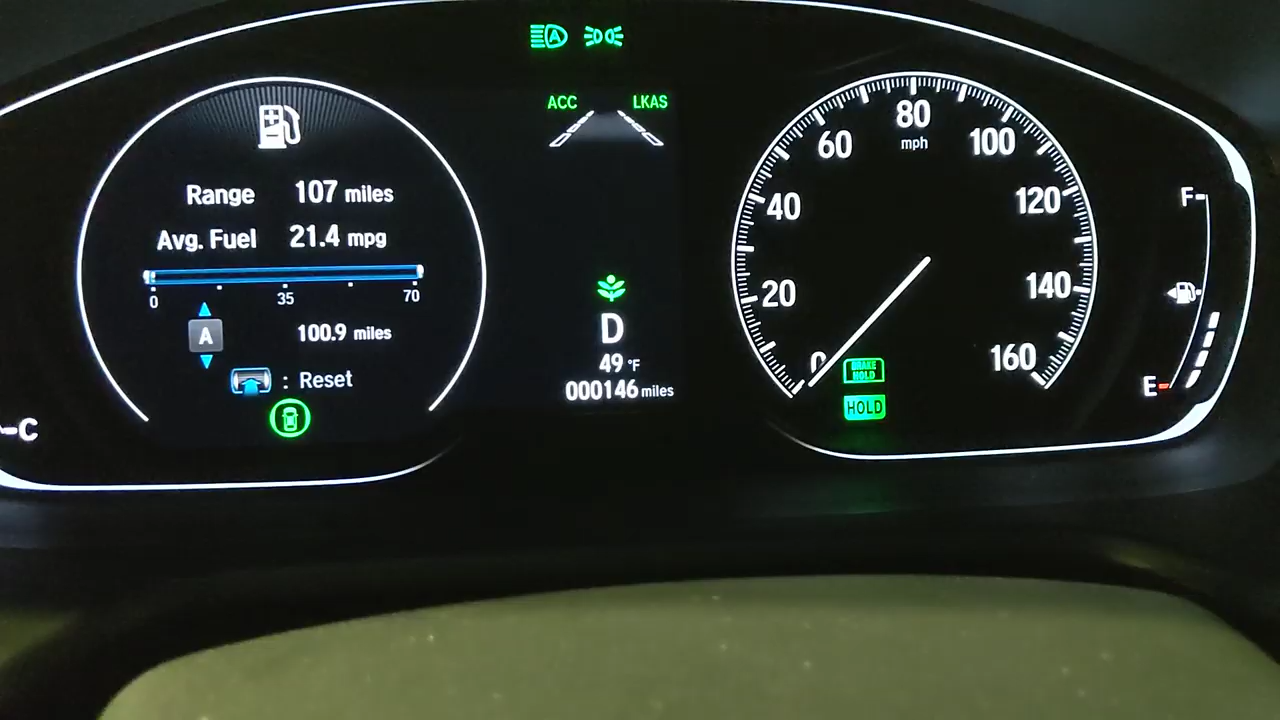 A
ACC LKAS
Range 107 miles
Avg. Fuel 21.4 mpg
0 35 70
A 100.9 miles
: Reset
C
D
49 °F
000146 miles
0 20 40 60 80 100 120 140 160
mph
BRAKE HOLD
HOLD
F
E